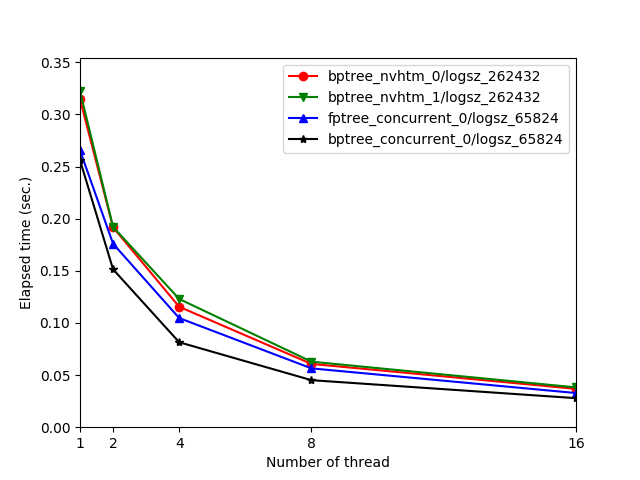 0.35
0.30
0.25
0.20
0.15
0.10
0.05
0.00
Elapsed time (sec.)
bptree_nvhtm_0/logsz_262432
bptree_nvhtm_1/logsz_262432
fptree_concurrent_0/logsz_65824
bptree_concurrent_0/logsz_65824
1 2 4 8 16
Number of thread